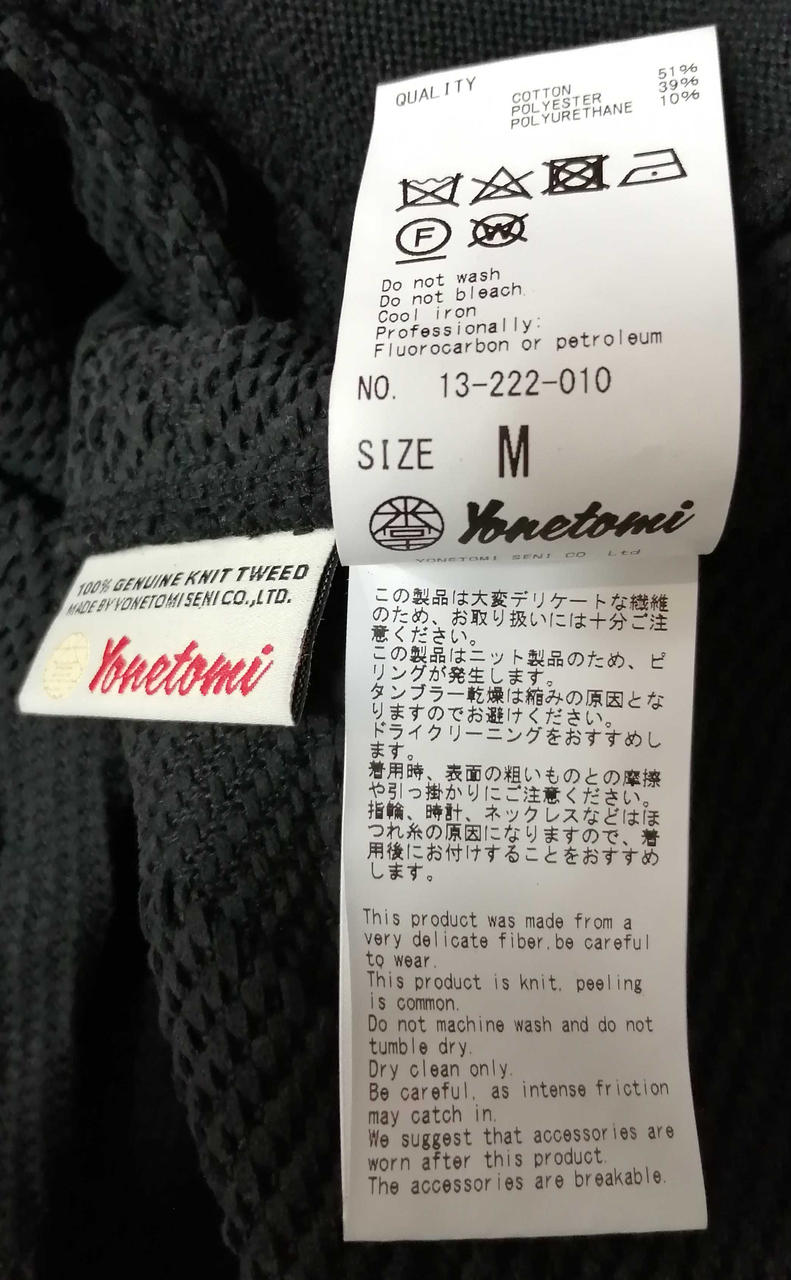 QUALITY
COTTON 51%
POLYESTER 39%
POLYURETHANE 10%
F
W
Do not wash
Do not bleach.
Cool iron
Professionally:
Fluorocarbon or petroleum
NO. 13-222-010
SIZE M
Yonetomi
YONETOMI SENI CO Ltd
100% GENUINE KNIT TWEED
MADE BY YONETOMI SENI CO.,LTD.
Yonetomi
この製品は大変デリケートな繊維
のため、お取り扱いには十分ご注
意ください。
この製品はニット製品のため、ピ
リングが発生します。
タンブラー乾燥は縮みの原因とな
りますのでお避けください。
ドライクリーニングをおすすめし
ます。
着用時、表面の粗いものとの摩擦
や引っ掛かりにご注意ください。
指輪、時計、ネックレスなどはほ
つれ糸の原因になりますので、着
用後にお付けすることをおすすめ
します。
This product was made from a
very delicate fiber,be careful
to wear.
This product is knit, peeling
is common.
Do not machine wash and do not
tumble dry.
Dry clean only.
Be careful, as intense friction
may catch in.
We suggest that accessories are
worn after this product.
The accessories are breakable.